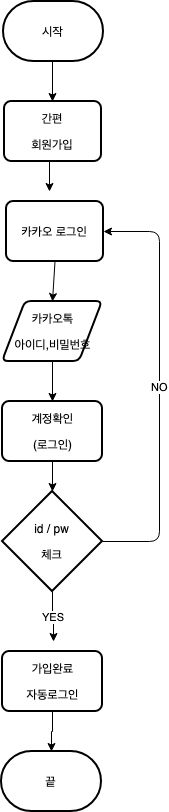 시작
간편
회원가입
카카오 로그인
카카오톡
아이디,비밀번호
계정확인
(로그인)
NO
id / pw
체크
YES
가입완료
자동로그인
끝